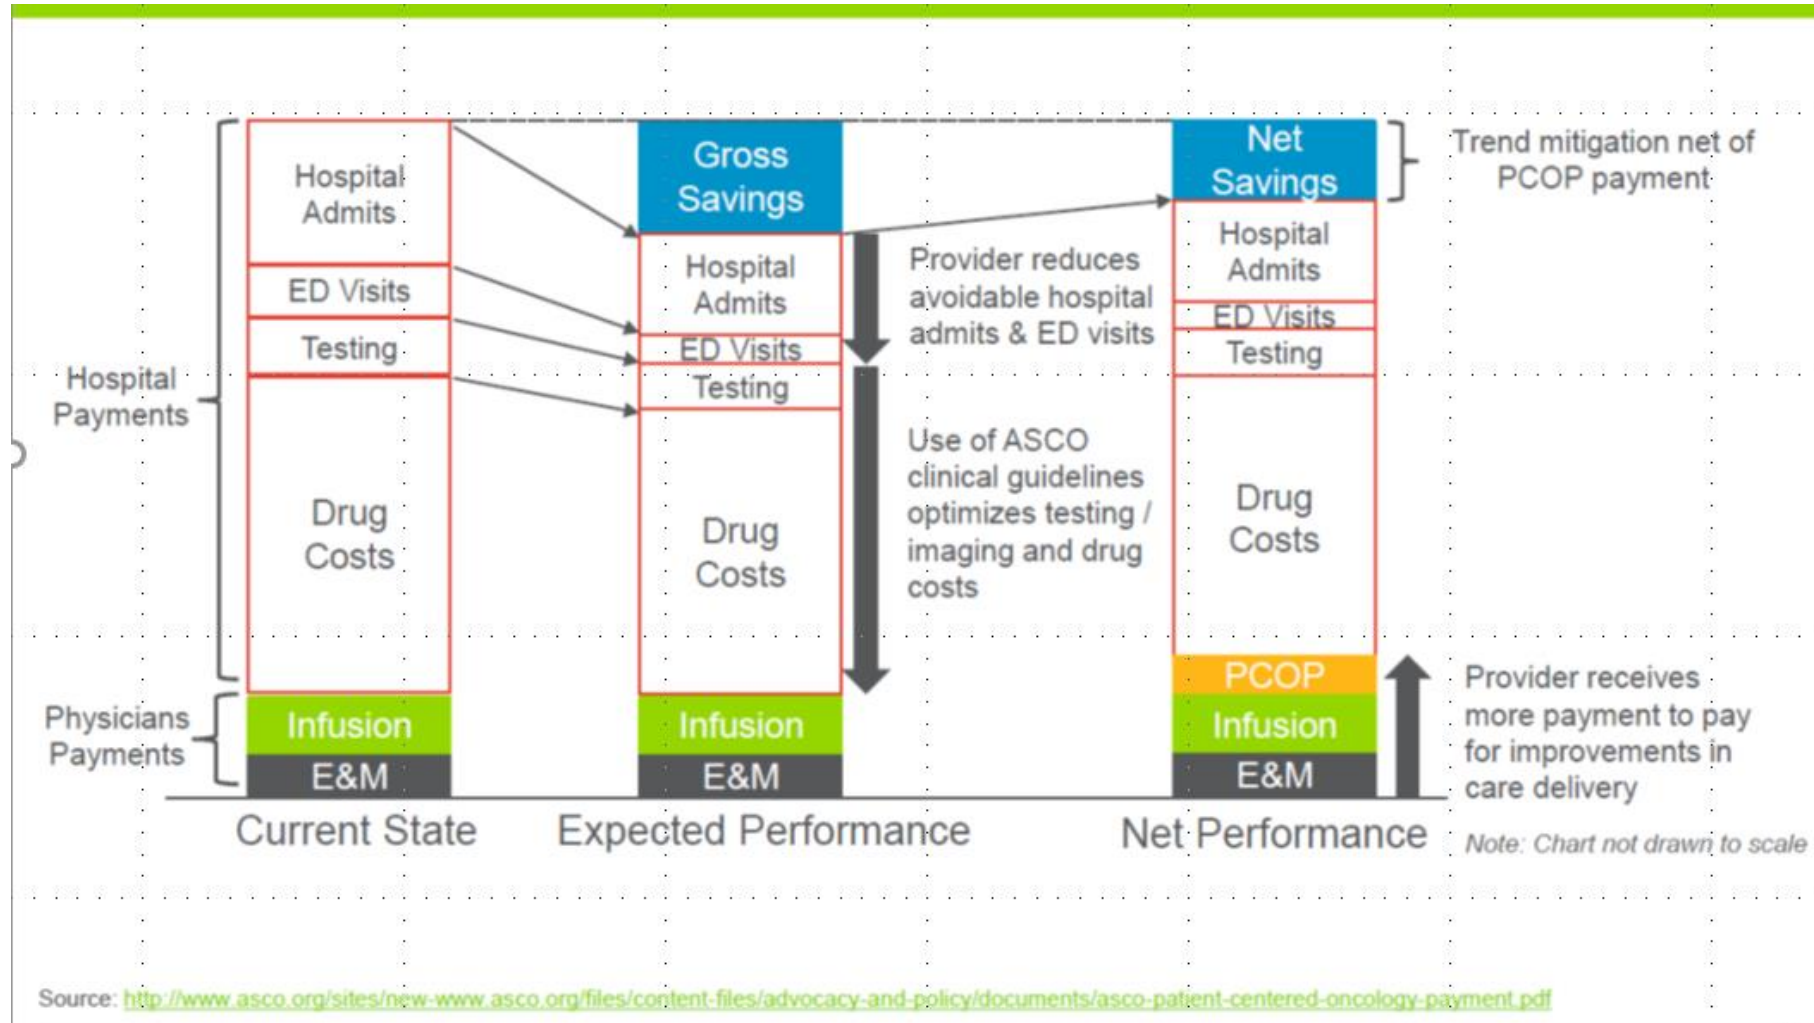 Hospital
Payments
Physicians
Payments
Hospital
Admits
ED Visits
Testing
Drug
Costs
Infusion
E&M
Current State
Gross
Savings
Hospital
Admits
ED Visits
Testing
Drug
Costs
Infusion
E&M
Expected Performance
Provider reduces
avoidable hospital
admits & ED visits
Use of ASCO
clinical guidelines
optimizes testing /
imaging and drug
costs
Net
Savings
Hospital
Admits
ED Visits
Testing
Drug
Costs
PCOP
Infusion
E&M
Net Performance
Trend mitigation net of
PCOP payment
Provider receives
more payment to pay
for improvements in
care delivery
Note: Chart not drawn to scale
Source: http://www.asco.org/sites/new-www.asco.org/files/content-files/advocacy-and-policy/documents/asco-patient-centered-oncology-payment.pdf